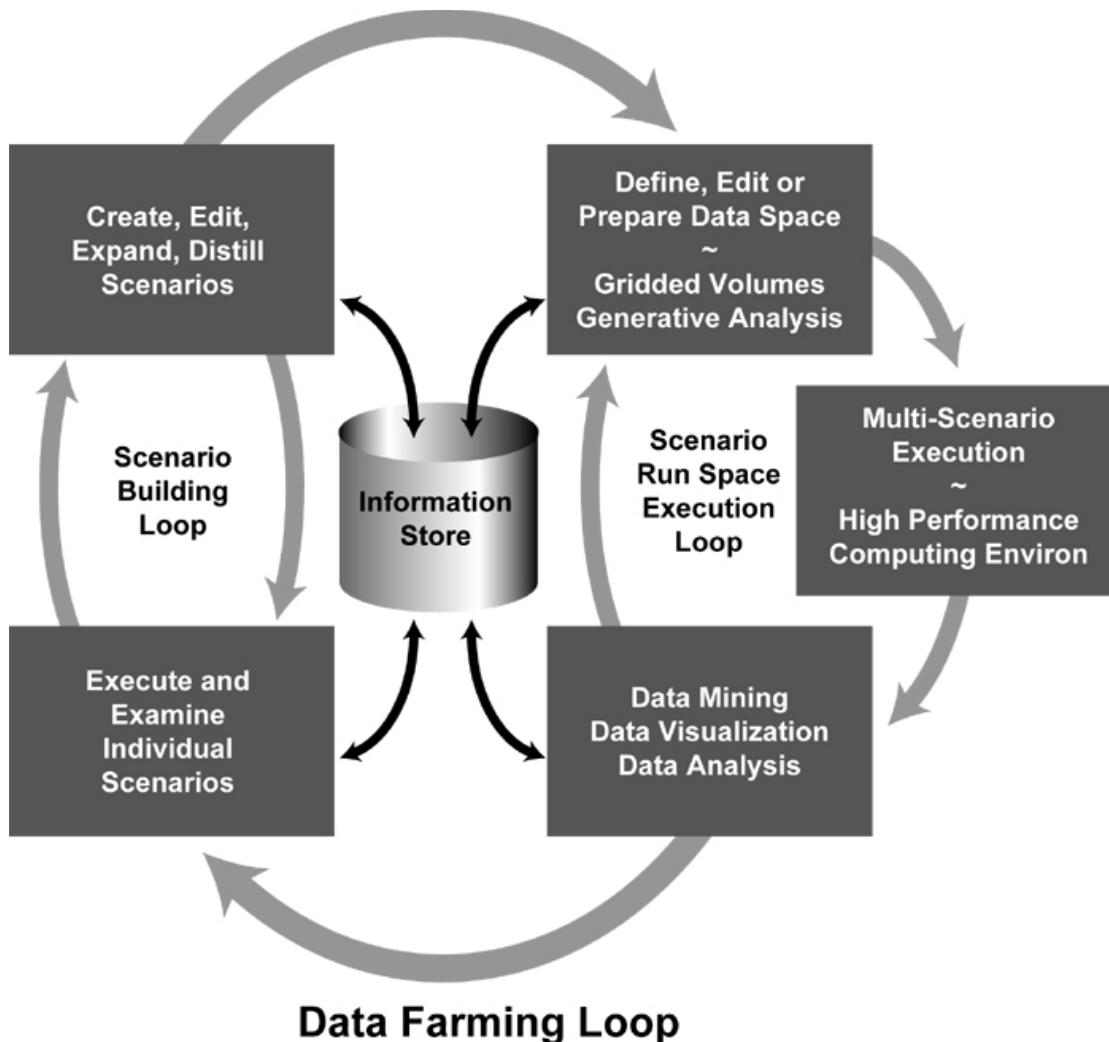 Create, Edit,
Expand, Distill
Scenarios
Define, Edit or
Prepare Data Space
~
Gridded Volumes
Generative Analysis
Scenario
Building
Loop
Information
Store
Scenario
Run Space
Execution
Loop
Multi-Scenario
Execution
~
High Performance
Computing Environ
Execute and
Examine
Individual
Scenarios
Data Mining
Data Visualization
Data Analysis
Data Farming Loop